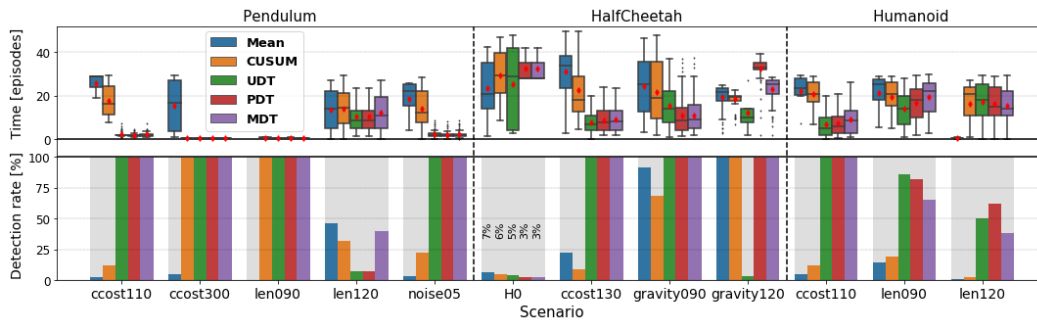 Pendulum
HalfCheetah
Humanoid
Time [episodes]
40
20
0
Mean
CUSUM
UDT
PDT
MDT
Detection rate [%]
100
75
50
25
0
7%
6%
5%
3%
3%
ccost110
ccost300
len090
len120
noise05
H0
ccost130
gravity090
gravity120
ccost110
len090
len120
Scenario